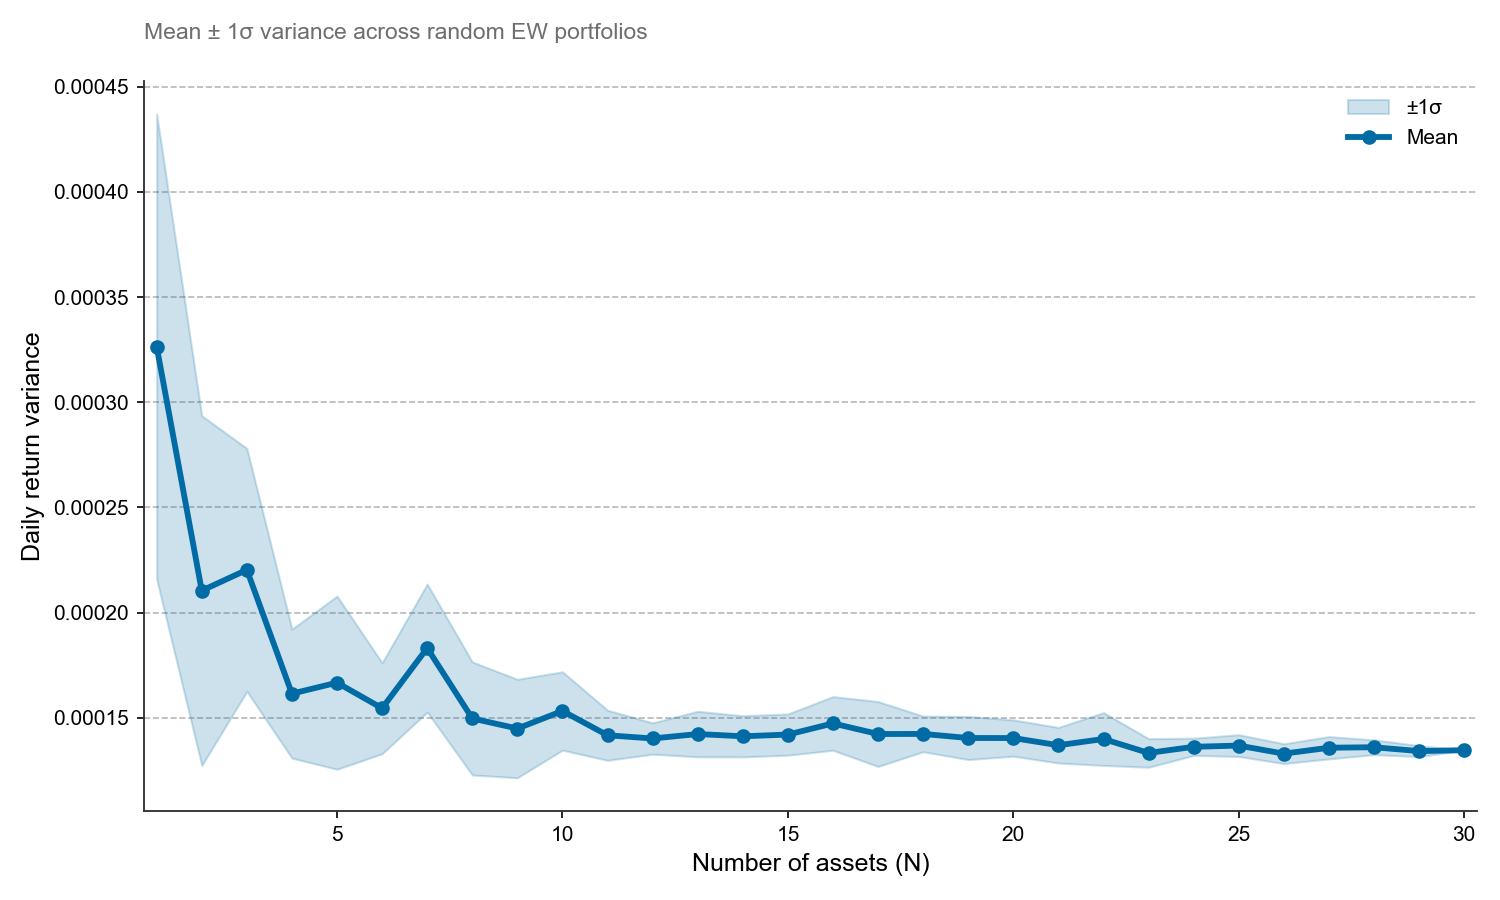 Mean ± 1σ variance across random EW portfolios
0.00045
0.00040
0.00035
0.00030
0.00025
0.00020
0.00015
Daily return variance
±1σ
Mean
5
10
15
20
25
30
Number of assets (N)